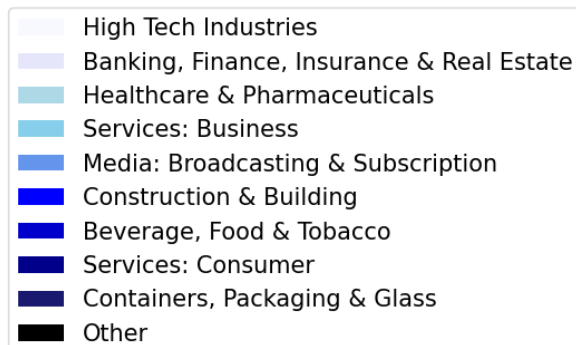 High Tech Industries
Banking, Finance, Insurance & Real Estate
Healthcare & Pharmaceuticals
Services: Business
Media: Broadcasting & Subscription
Construction & Building
Beverage, Food & Tobacco
Services: Consumer
Containers, Packaging & Glass
Other